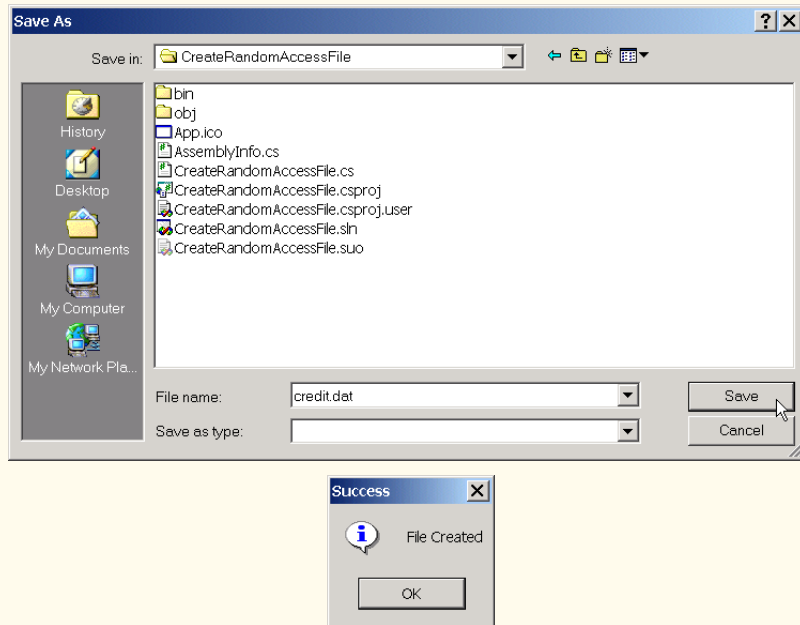 Save As
Save in:
CreateRandomAccessFile
History
Desktop
My Documents
My Computer
My Network Pla...
bin
obj
App.ico
AssemblyInfo.cs
CreateRandomAccessFile.cs
CreateRandomAccessFile.csproj
CreateRandomAccessFile.csproj.user
CreateRandomAccessFile.sln
CreateRandomAccessFile.suo
File name:
credit.dat
Save
Save as type:
Cancel
Success
File Created
OK